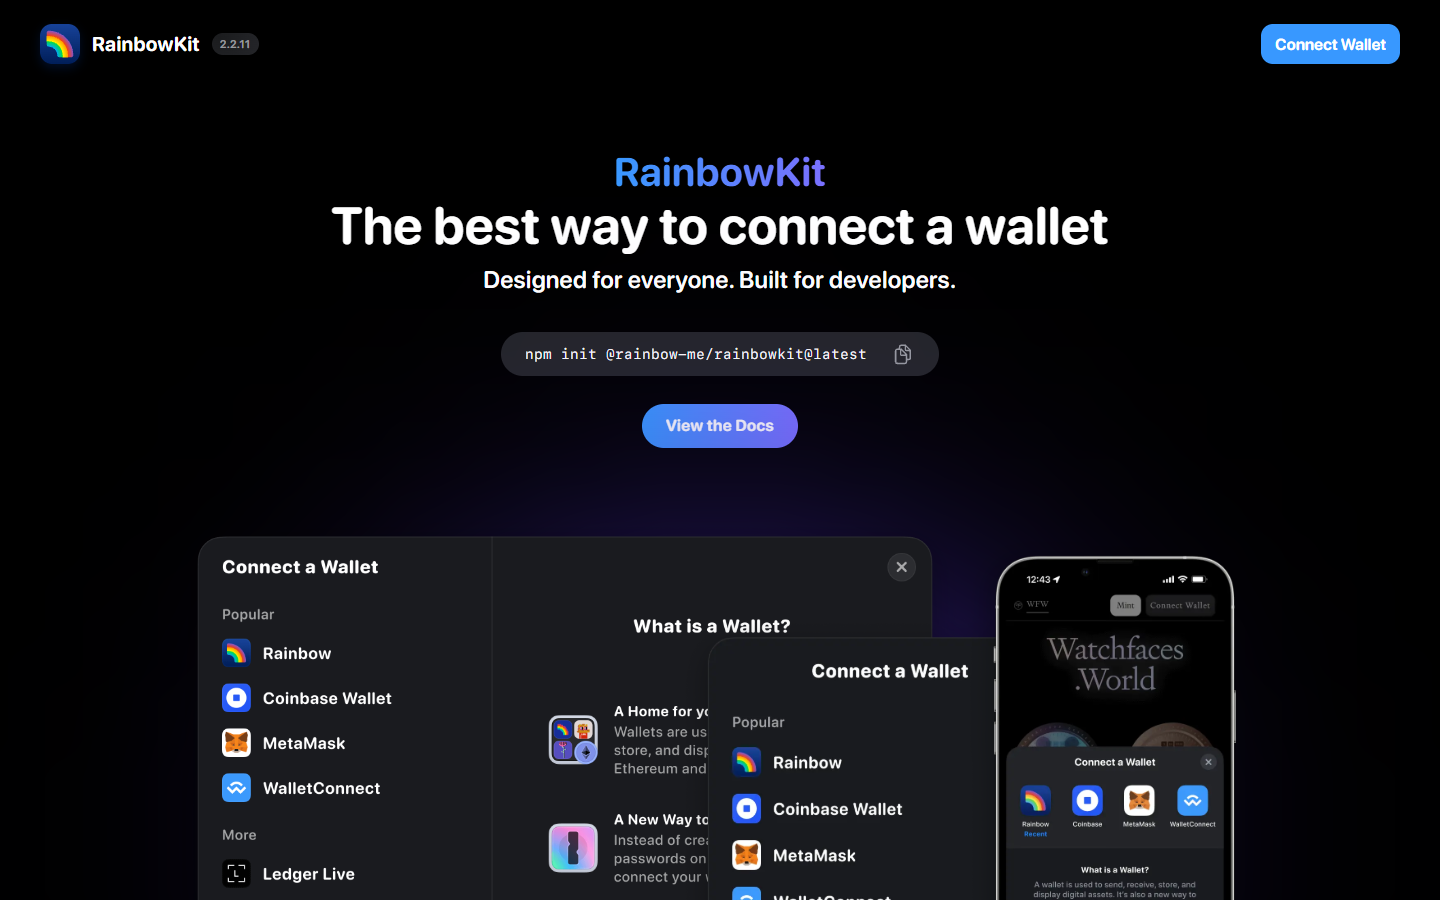 RainbowKit
2.2.11
Connect Wallet
RainbowKit
The best way to connect a wallet
Designed for everyone. Built for developers.
npm init @rainbow-me/rainbowkit@latest
View the Docs
Connect a Wallet
Popular
Rainbow
Coinbase Wallet
MetaMask
WalletConnect
More
Ledger Live
What is a Wallet?
A Home for yo
Wallets are us
store, and disp
Ethereum and
A New Way to
Instead of crea
passwords on
connect your w
Connect a Wallet
Popular
Rainbow
Coinbase Wallet
MetaMask
WalletConnect
12:43
WFW
Mint
Connect Wallet
Watchfaces
.World
Connect a Wallet
Rainbow
Recent
Coinbase
MetaMask
WalletConnect
What is a Wallet?
A wallet is used to send, receive, store, and
display digital assets. It's also a new way to